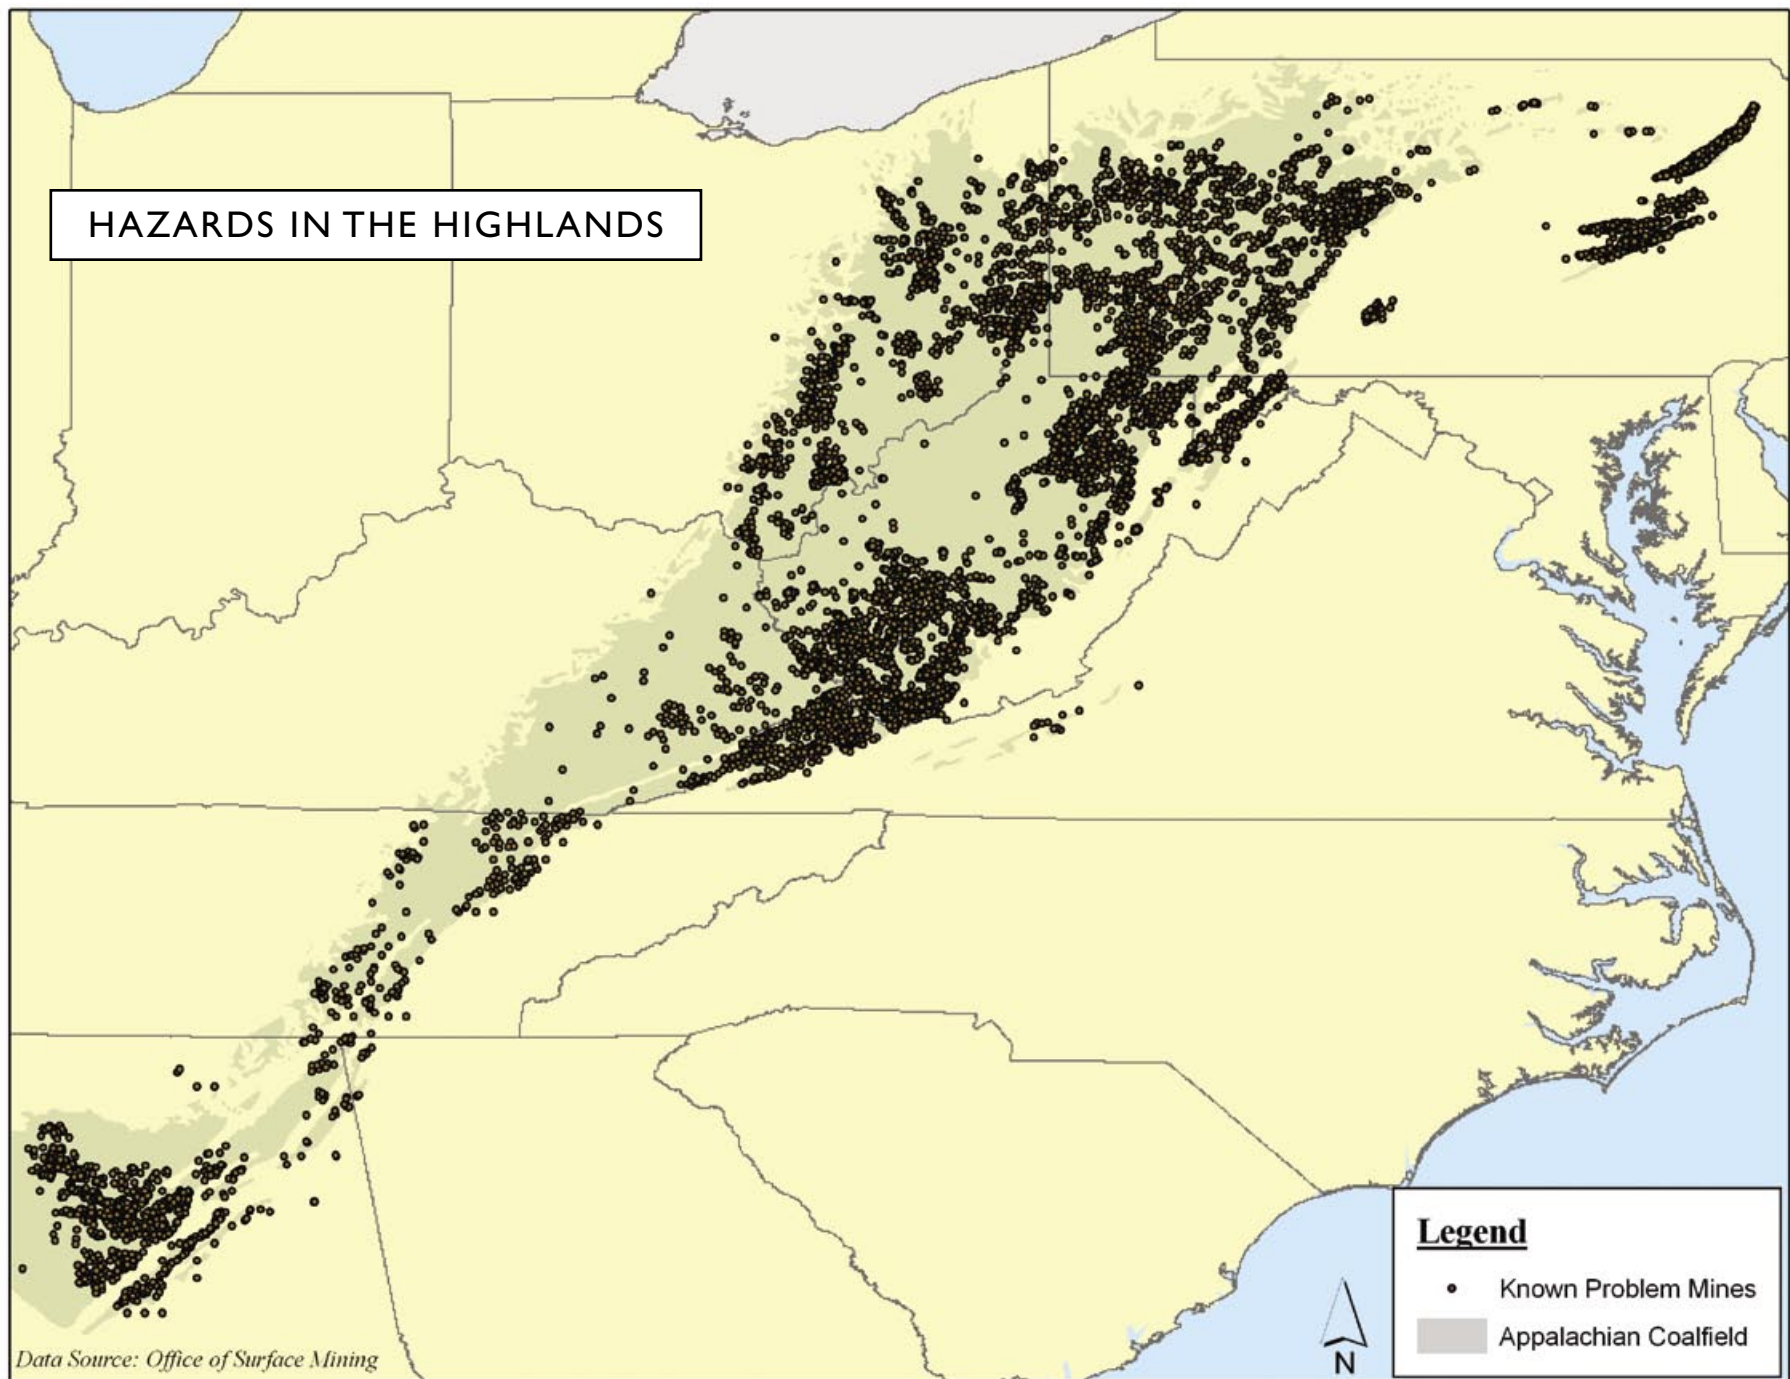 HAZARDS IN THE HIGHLANDS
Legend
Known Problem Mines
Appalachian Coalfield
N
Data Source: Office of Surface Mining